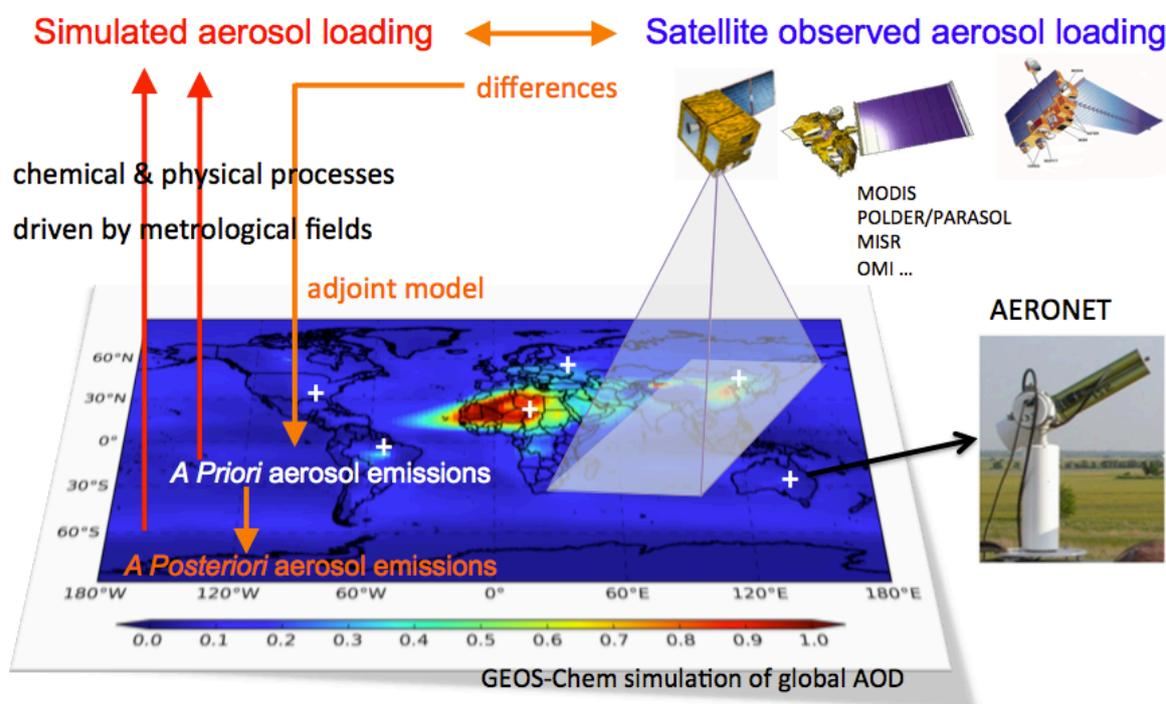 Simulated aerosol loading
Satellite observed aerosol loading
differences
chemical & physical processes
driven by metrological fields
MODIS
POLDER/PARASOL
MISR
OMI ...
adjoint model
AERONET
60°N
30°N
0°
30°S
60°S
A Priori aerosol emissions
A Posteriori aerosol emissions
180°W 120°W 60°W 0° 60°E 120°E 180°E
0.0 0.1 0.2 0.3 0.4 0.5 0.6 0.7 0.8 0.9 1.0
GEOS-Chem simulation of global AOD